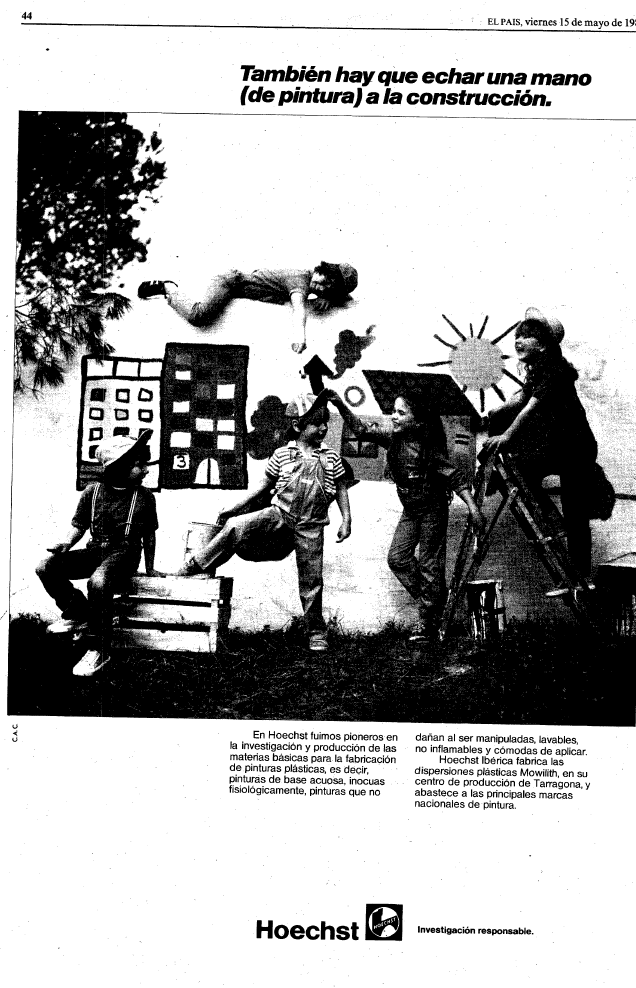 44
EL PAIS, viernes 15 de mayo de 198
También hay que echar una mano
(de pintura) a la construcción.
3
C.A.C.
En Hoechst fuimos pioneros en
la investigación y producción de las
materias básicas para la fabricación
de pinturas plásticas, es decir,
pinturas de base acuosa, inocuas
fisiológicamente, pinturas que no
dañan al ser manipuladas, lavables,
no inflamables y cómodas de aplicar.
Hoechst Ibérica fabrica las
dispersiones plásticas Mowilith, en su
centro de producción de Tarragona, y
abastece a las principales marcas
nacionales de pintura.
Hoechst
HOECHST
Investigación responsable.